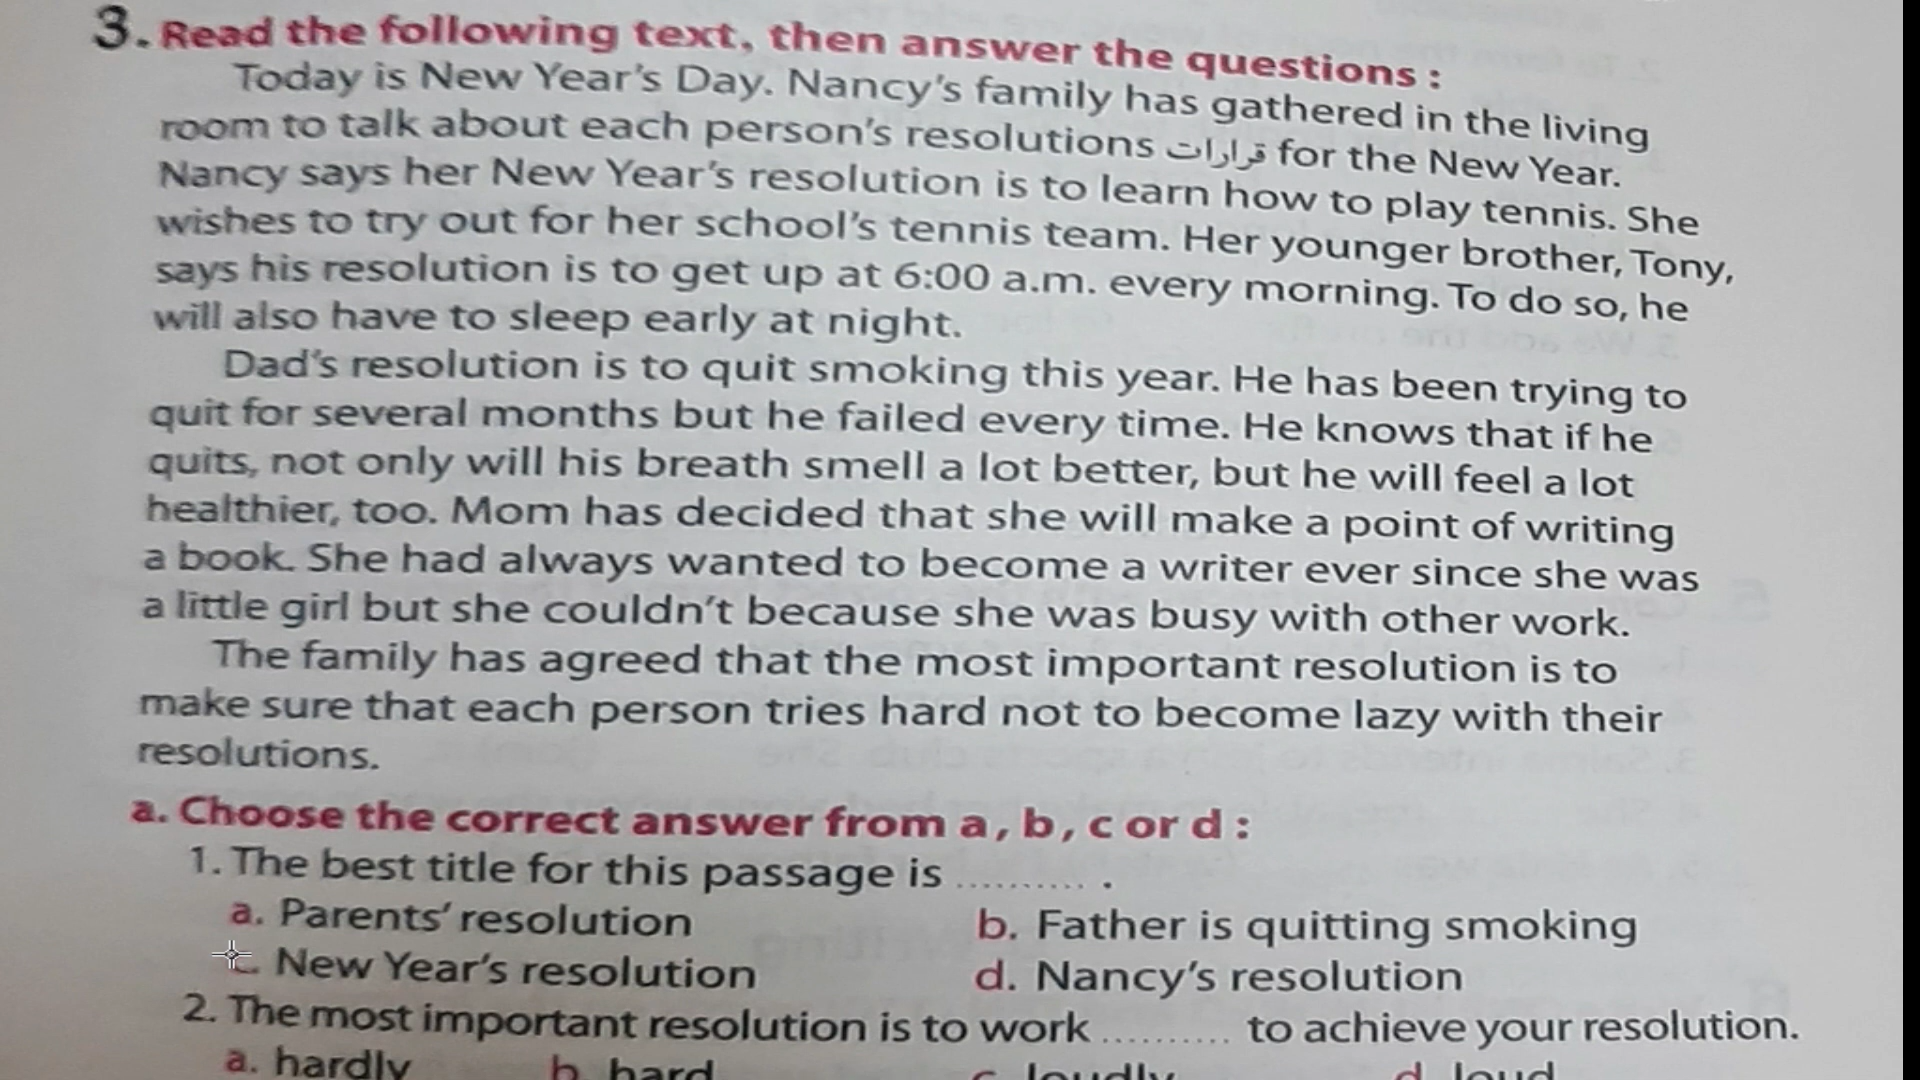 3. Read the following text, then answer the questions :
Today is New Year's Day. Nancy's family has gathered in the living
room to talk about each person's resolutions قرارات for the New Year.
Nancy says her New Year's resolution is to learn how to play tennis. She
wishes to try out for her school's tennis team. Her younger brother, Tony,
says his resolution is to get up at 6:00 a.m. every morning. To do so, he
will also have to sleep early at night.
Dad's resolution is to quit smoking this year. He has been trying to
quit for several months but he failed every time. He knows that if he
quits, not only will his breath smell a lot better, but he will feel a lot
healthier, too. Mom has decided that she will make a point of writing
a book. She had always wanted to become a writer ever since she was
a little girl but she couldn't because she was busy with other work.
The family has agreed that the most important resolution is to
make sure that each person tries hard not to become lazy with their
resolutions.
a. Choose the correct answer from a, b, c or d :
1. The best title for this passage is .......... .
a. Parents' resolution b. Father is quitting smoking
c. New Year's resolution d. Nancy's resolution
2. The most important resolution is to work .......... to achieve your resolution.
a. hardly b. hard c. loudly d. loud